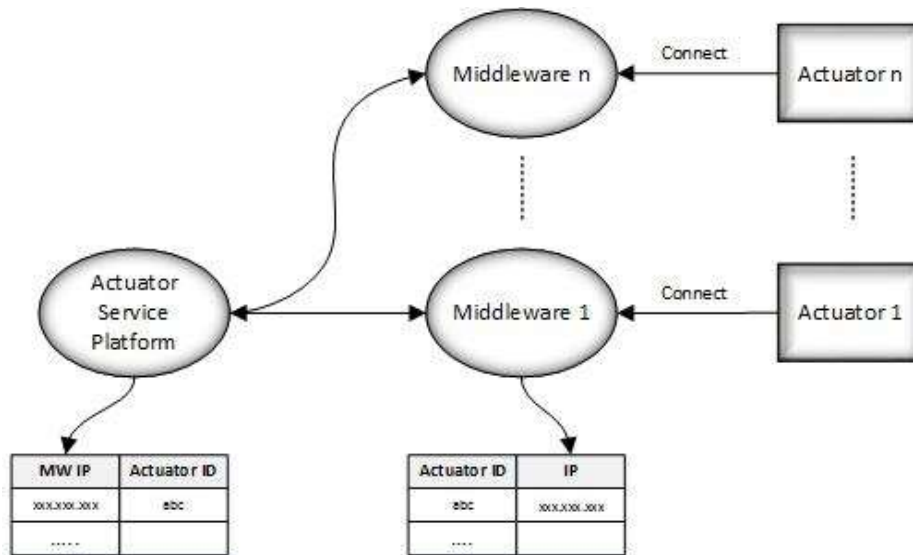 Middleware n
Connect
Actuator n
Actuator
Service
Platform
Middleware 1
Connect
Actuator 1
MW IP Actuator ID
xxx.xxx.xxx abc
.....
Actuator ID IP
abc xxx.xxx.xxx
....